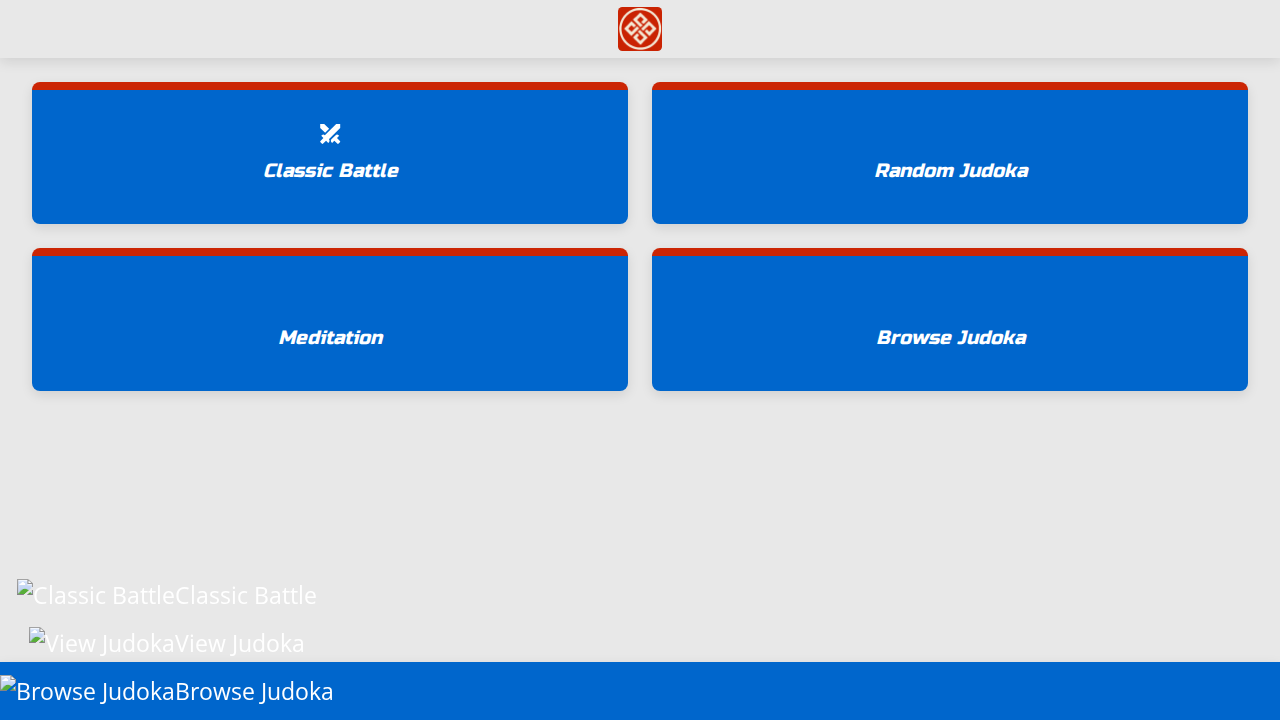 Classic Battle
Random Judoka
Meditation
Browse Judoka
Classic BattleClassic Battle
View JudokaView Judoka
Browse JudokaBrowse Judoka